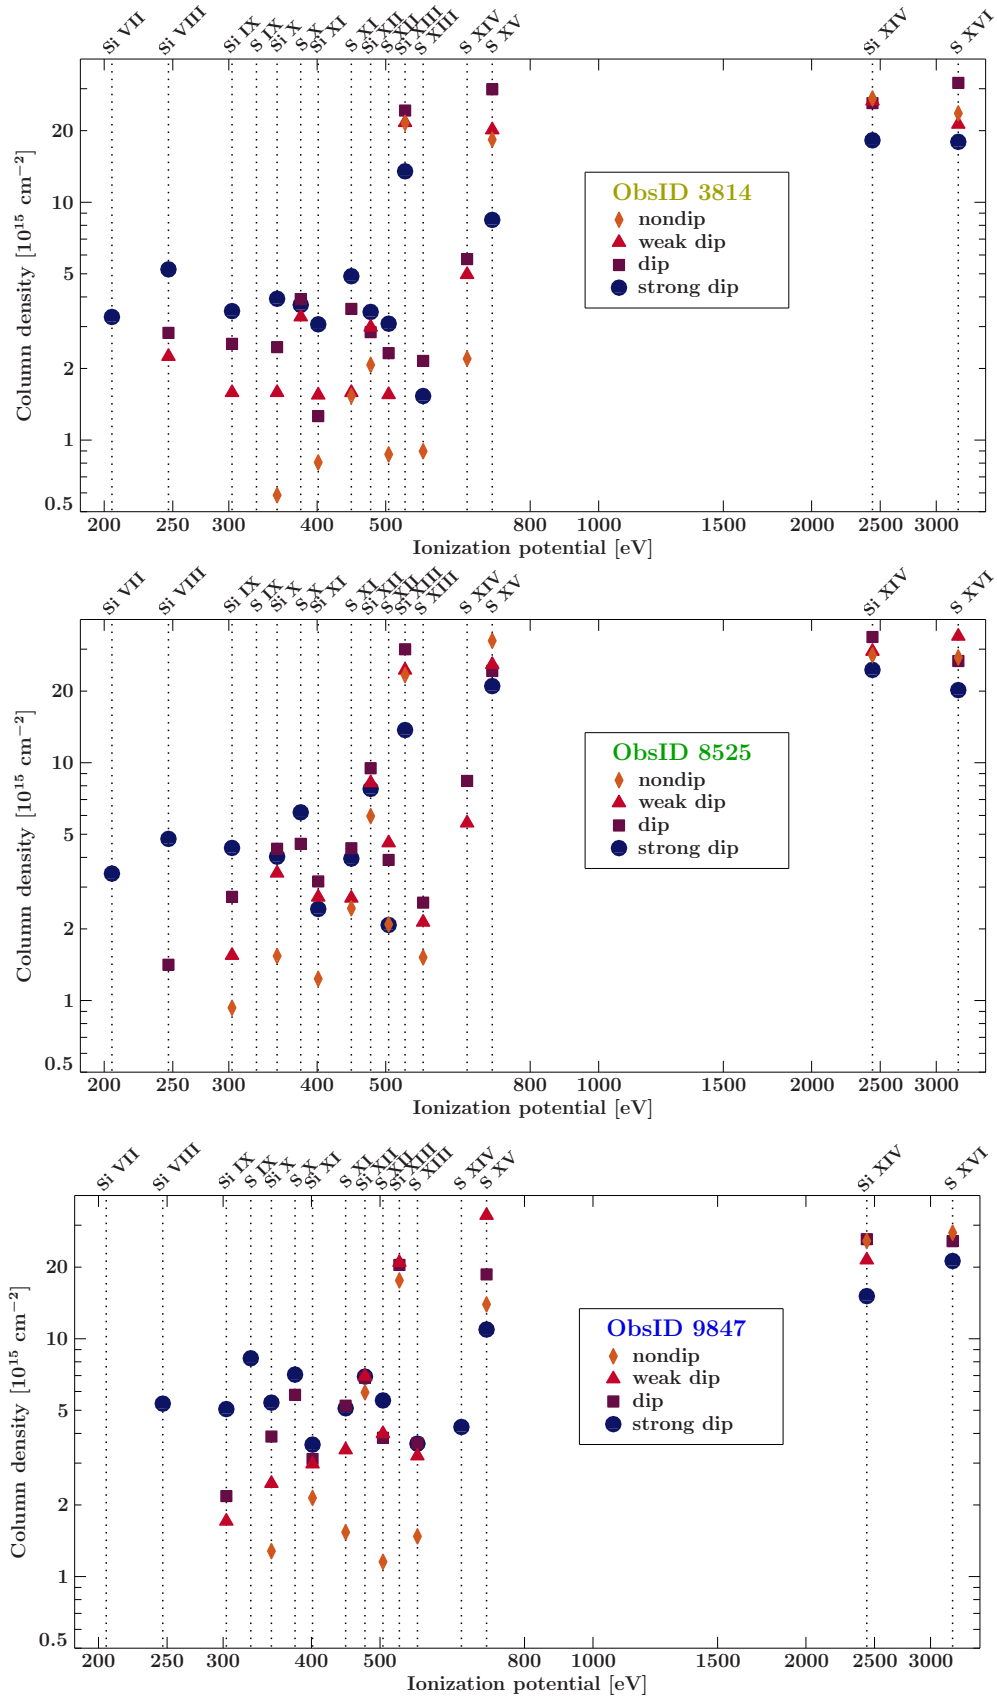 Si VII Si VIII Si IX S IX Si X S X Si XI S XI Si XII S XII Si XIII S XIII S XIV S XV Si XIV S XVI
Column density [10^15 cm^−2]
20
10
5
2
1
0.5
ObsID 3814
nondip
weak dip
dip
strong dip
200 250 300 400 500 800 1000 1500 2000 2500 3000
Ionization potential [eV]
Si VII Si VIII Si IX S IX Si X S X Si XI S XI Si XII S XII Si XIII S XIII S XIV S XV Si XIV S XVI
Column density [10^15 cm^−2]
20
10
5
2
1
0.5
ObsID 8525
nondip
weak dip
dip
strong dip
200 250 300 400 500 800 1000 1500 2000 2500 3000
Ionization potential [eV]
Si VII Si VIII Si IX S IX Si X S X Si XI S XI Si XII S XII Si XIII S XIII S XIV S XV Si XIV S XVI
Column density [10^15 cm^−2]
20
10
5
2
1
0.5
ObsID 9847
nondip
weak dip
dip
strong dip
200 250 300 400 500 800 1000 1500 2000 2500 3000
Ionization potential [eV]